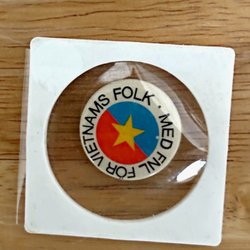 MED FNL FÖR VIETNAMS FOLK ·